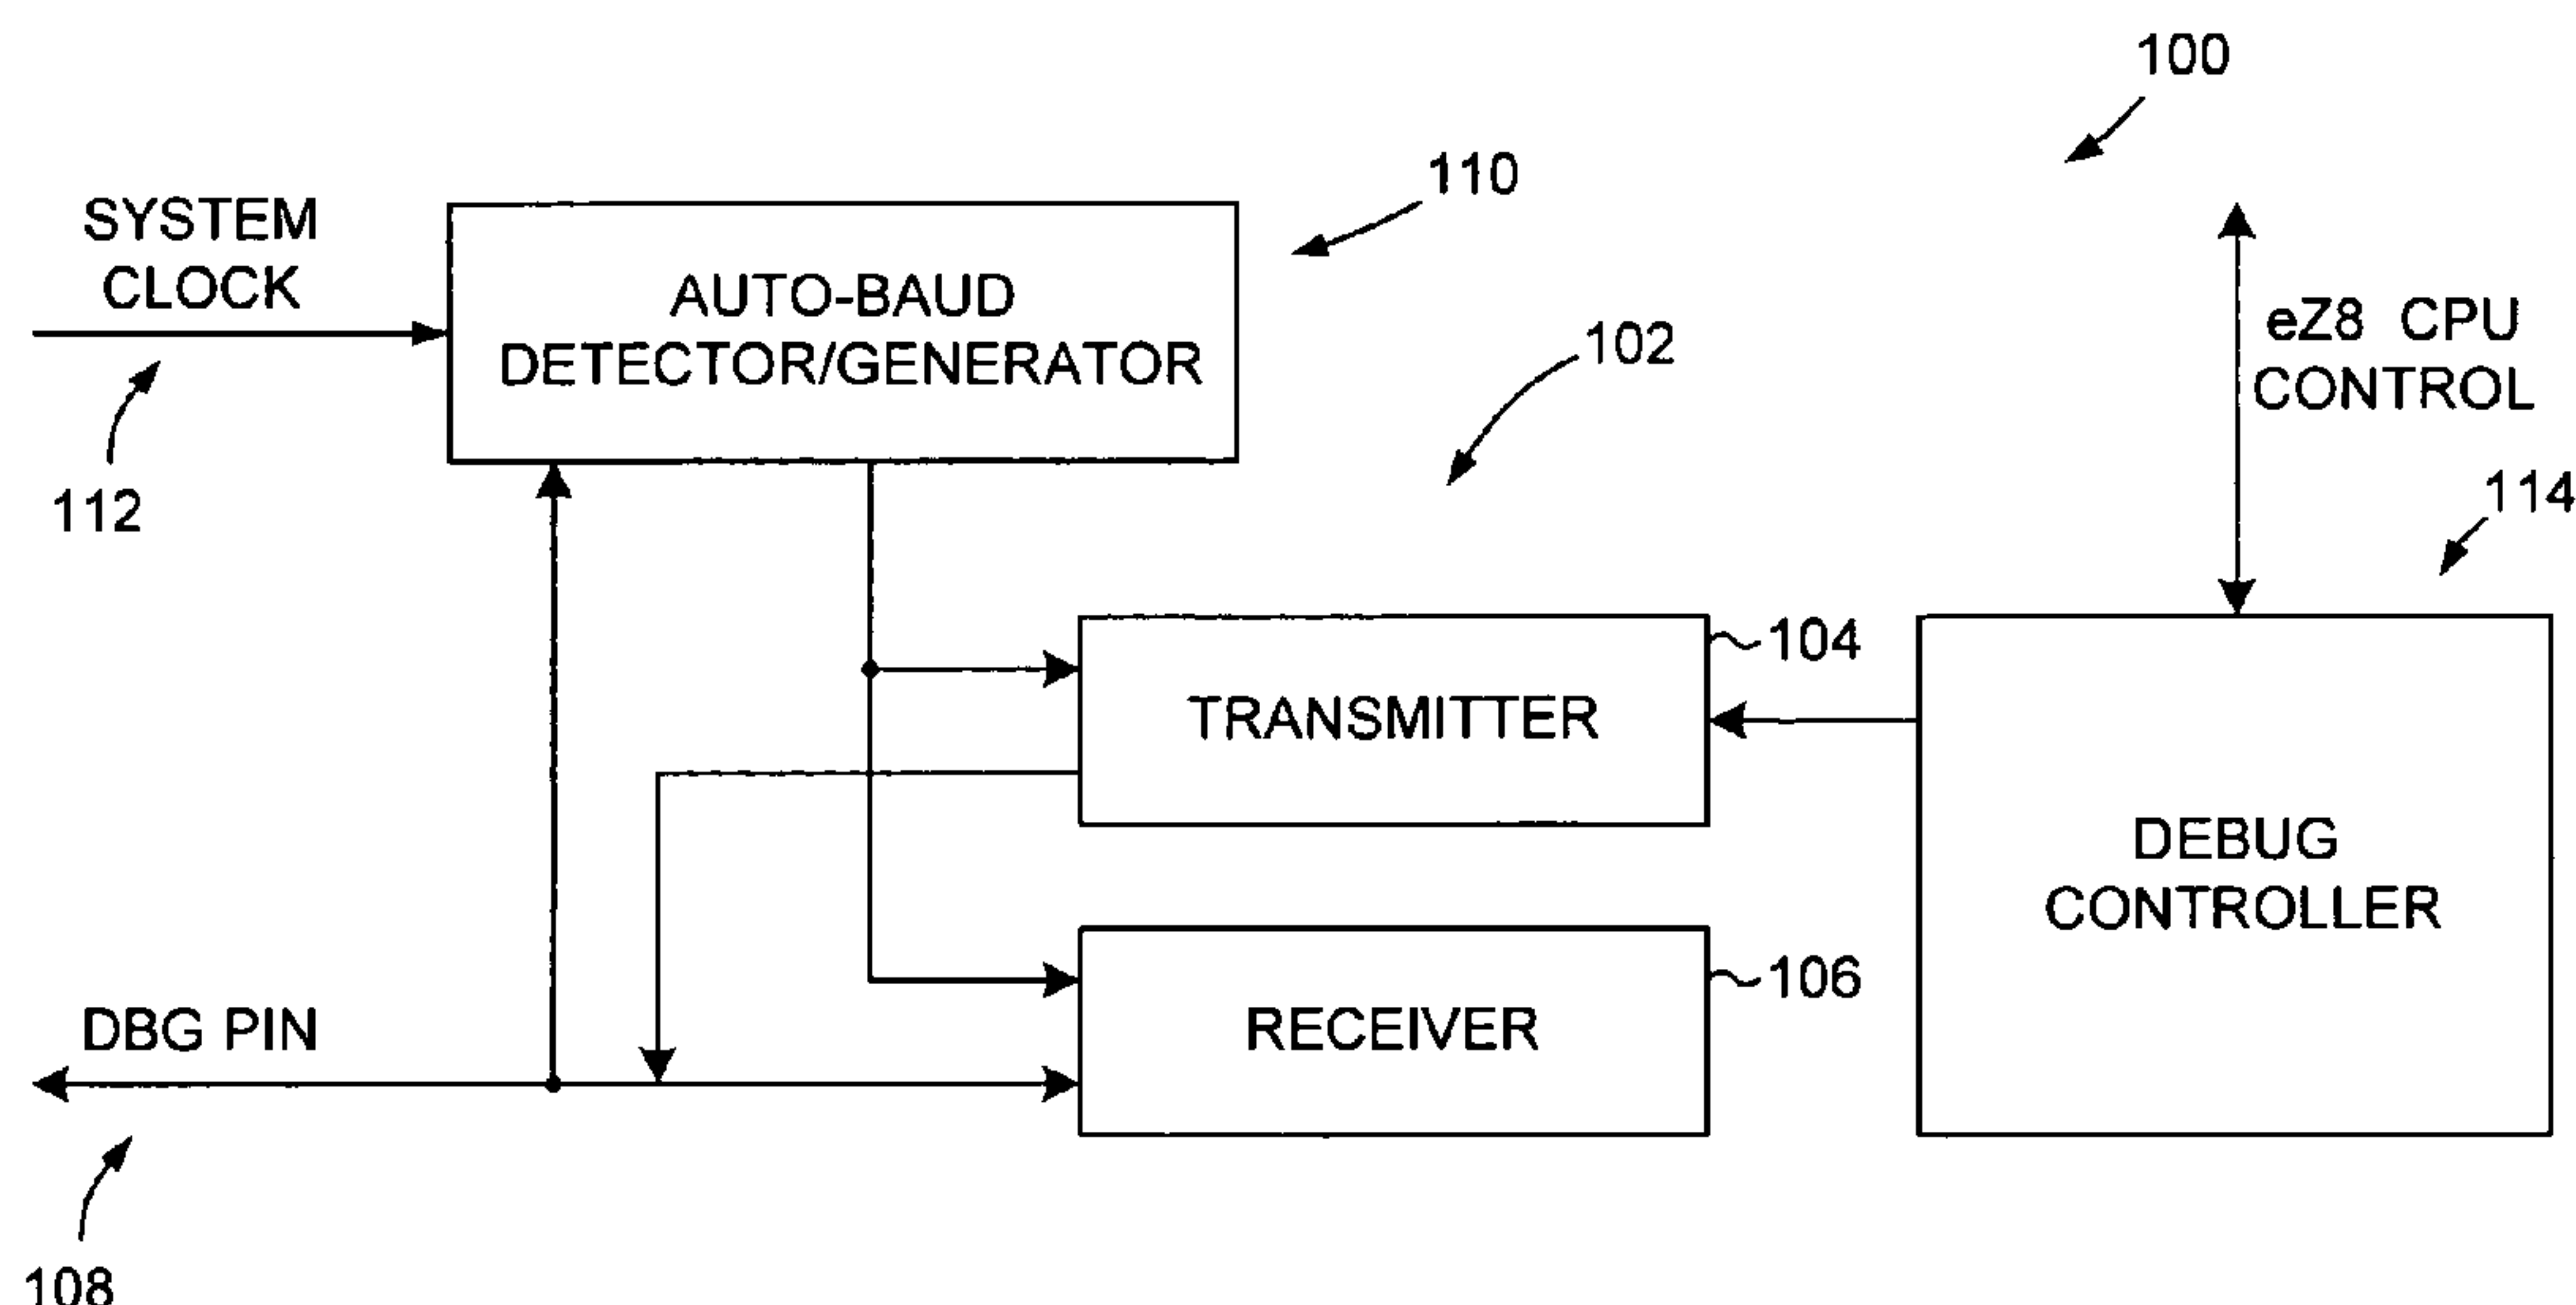 100
110
SYSTEM
CLOCK
AUTO-BAUD
DETECTOR/GENERATOR
102
eZ8 CPU
CONTROL
112
114
104
TRANSMITTER
DEBUG
CONTROLLER
106
DBG PIN
RECEIVER
108